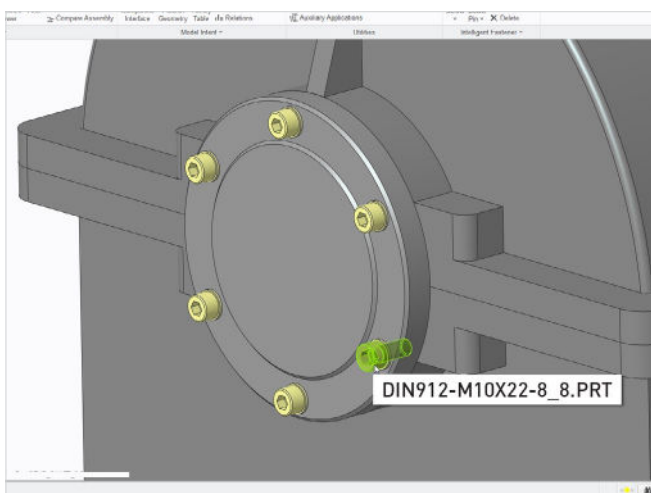 Compare Assembly
Interface
Geometry
Table
Relations
Auxiliary Applications
Pin
Delete
Model Intent
Utilities
Intelligent Fastener
DIN912-M10X22-8_8.PRT